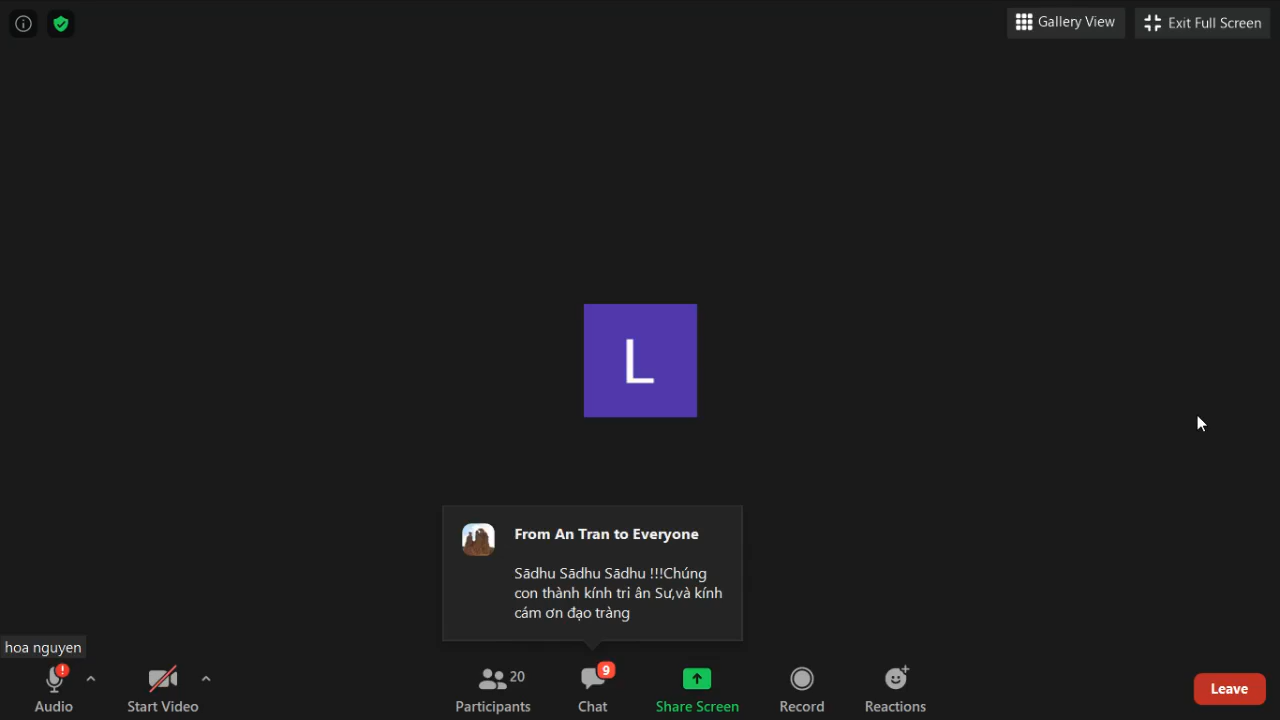 Gallery View
Exit Full Screen
L
From An Tran to Everyone
Sādhu Sādhu Sādhu !!!Chúng
con thành kính tri ân Sư,và kính
cám ơn đạo tràng
hoa nguyen
20
9
Audio
Start Video
Participants
Chat
Share Screen
Record
Reactions
Leave